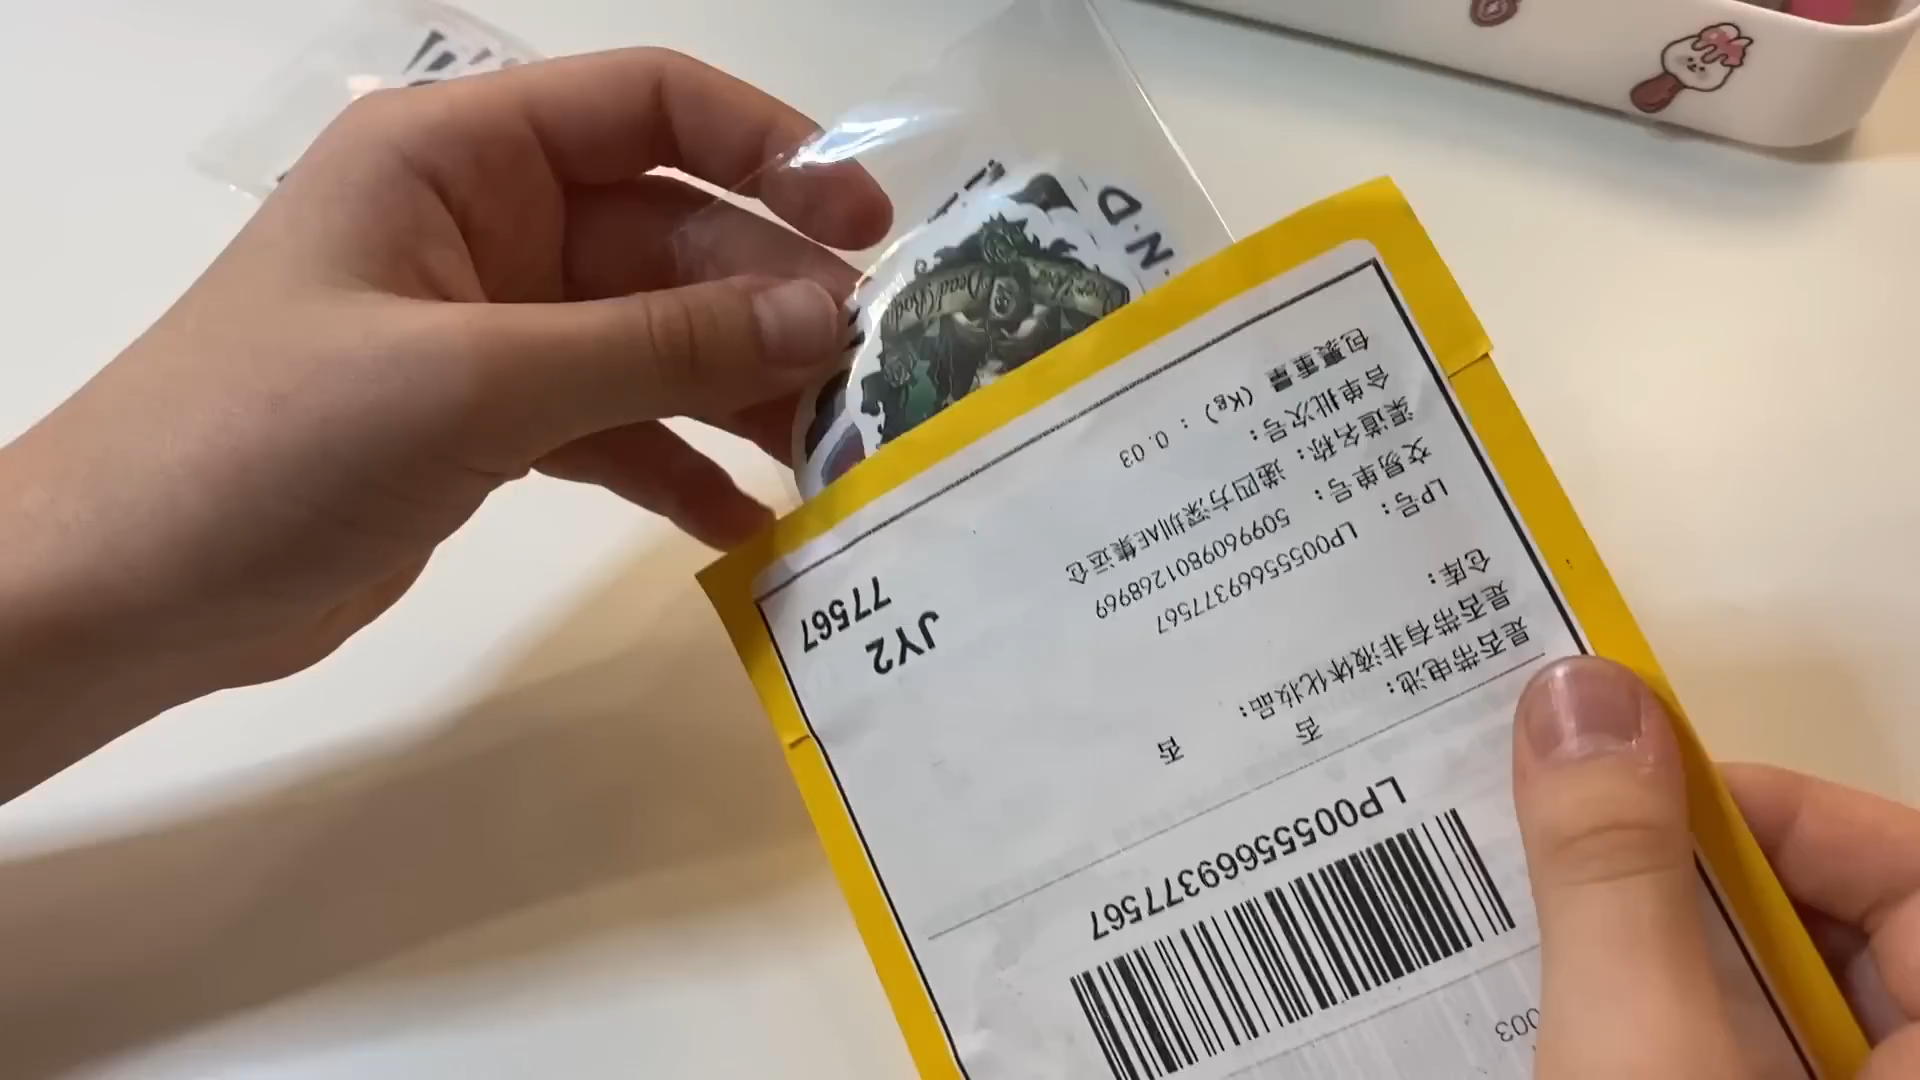 LP00555669377567
是否带电池: 否
是否带有非液体化妆品: 否
仓库:
LP号: LP00555669377567
交易单号: 5099609801268969
渠道名称: 递四方深圳AE集运仓
合单批次号:
包裹重量 (Kg) : 0.03
JY2
77567
Dead Body